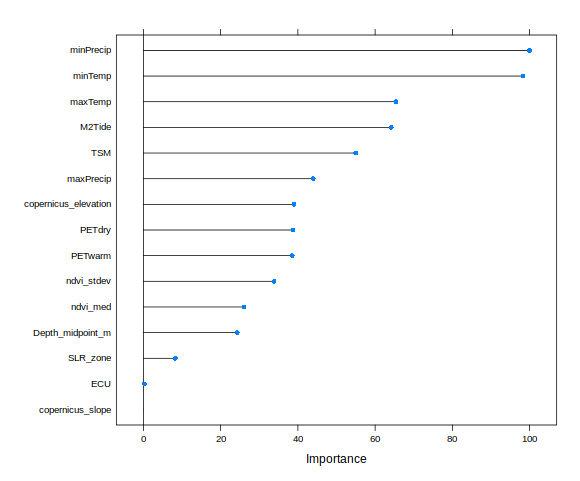 minPrecip
minTemp
maxTemp
M2Tide
TSM
maxPrecip
copernicus_elevation
PETdry
PETwarm
ndvi_stdev
ndvi_med
Depth_midpoint_m
SLR_zone
ECU
copernicus_slope
0 20 40 60 80 100
Importance